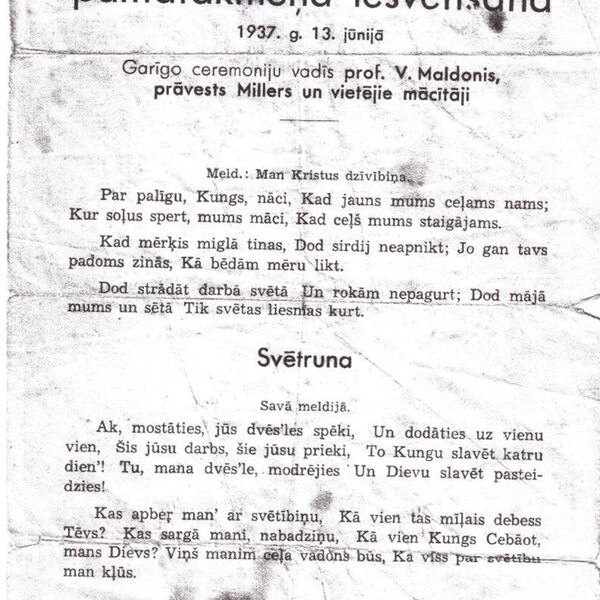 pamatakmeņa iesvētīšana
1937. g. 13. jūnijā
Garīgo ceremoniju vadīs prof. V. Maldonis,
prāvests Millers un vietējie mācītāji
Meld.: Man Kristus dzīvībiņa.
Par palīgu, Kungs, nāci, Kad jauns mums ceļams nams;
Kur soļus spert, mums māci, Kad ceļš mums staigājams.
Kad mērķis miglā tinas, Dod sirdij neapnikt; Jo gan tavs
padoms zinās, Kā bēdām mēru likt.
Dod strādāt darbā svētā Un rokām nepagurt; Dod mājā
mums un sētā Tik svētas liesmas kurt.
Svētruna
Savā meldijā.
Ak, mostāties, jūs dvēs'les spēki, Un dodāties uz vienu
vien, Šis jūsu darbs, šie jūsu prieki, To Kungu slavēt katru
dien'! Tu, mana dvēs'le, modrējies Un Dievu slavēt pastei-
dzies!
Kas apber man' ar svētībiņu, Kā vien tas mīļais debess
Tēvs? Kas sargā mani, nabadziņu, Kā vien Kungs Cebāot,
mans Dievs? Viņš manim ceļa vadons būs, Ka viss par svētību
man kļūs.